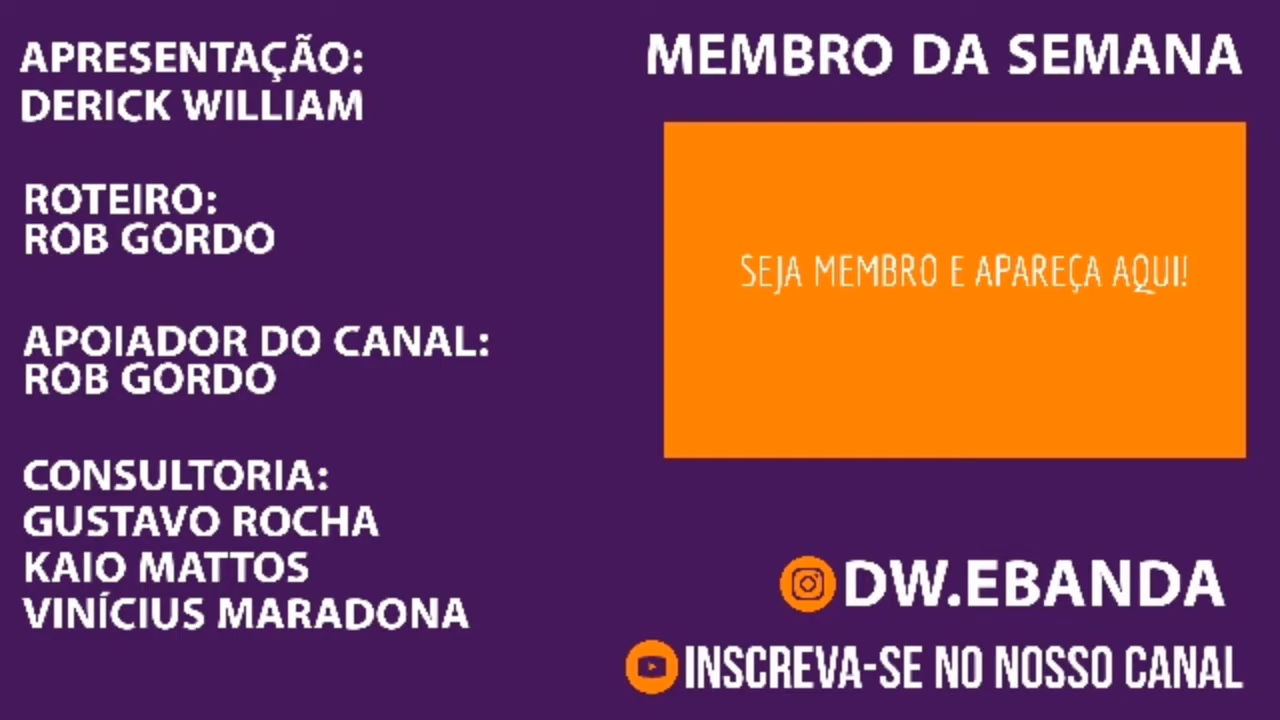 APRESENTAÇÃO:
DERICK WILLIAM
ROTEIRO:
ROB GORDO
APOIADOR DO CANAL:
ROB GORDO
CONSULTORIA:
GUSTAVO ROCHA
KAIO MATTOS
VINÍCIUS MARADONA
MEMBRO DA SEMANA
SEJA MEMBRO E APAREÇA AQUI!
DW.EBANDA
INSCREVA-SE NO NOSSO CANAL